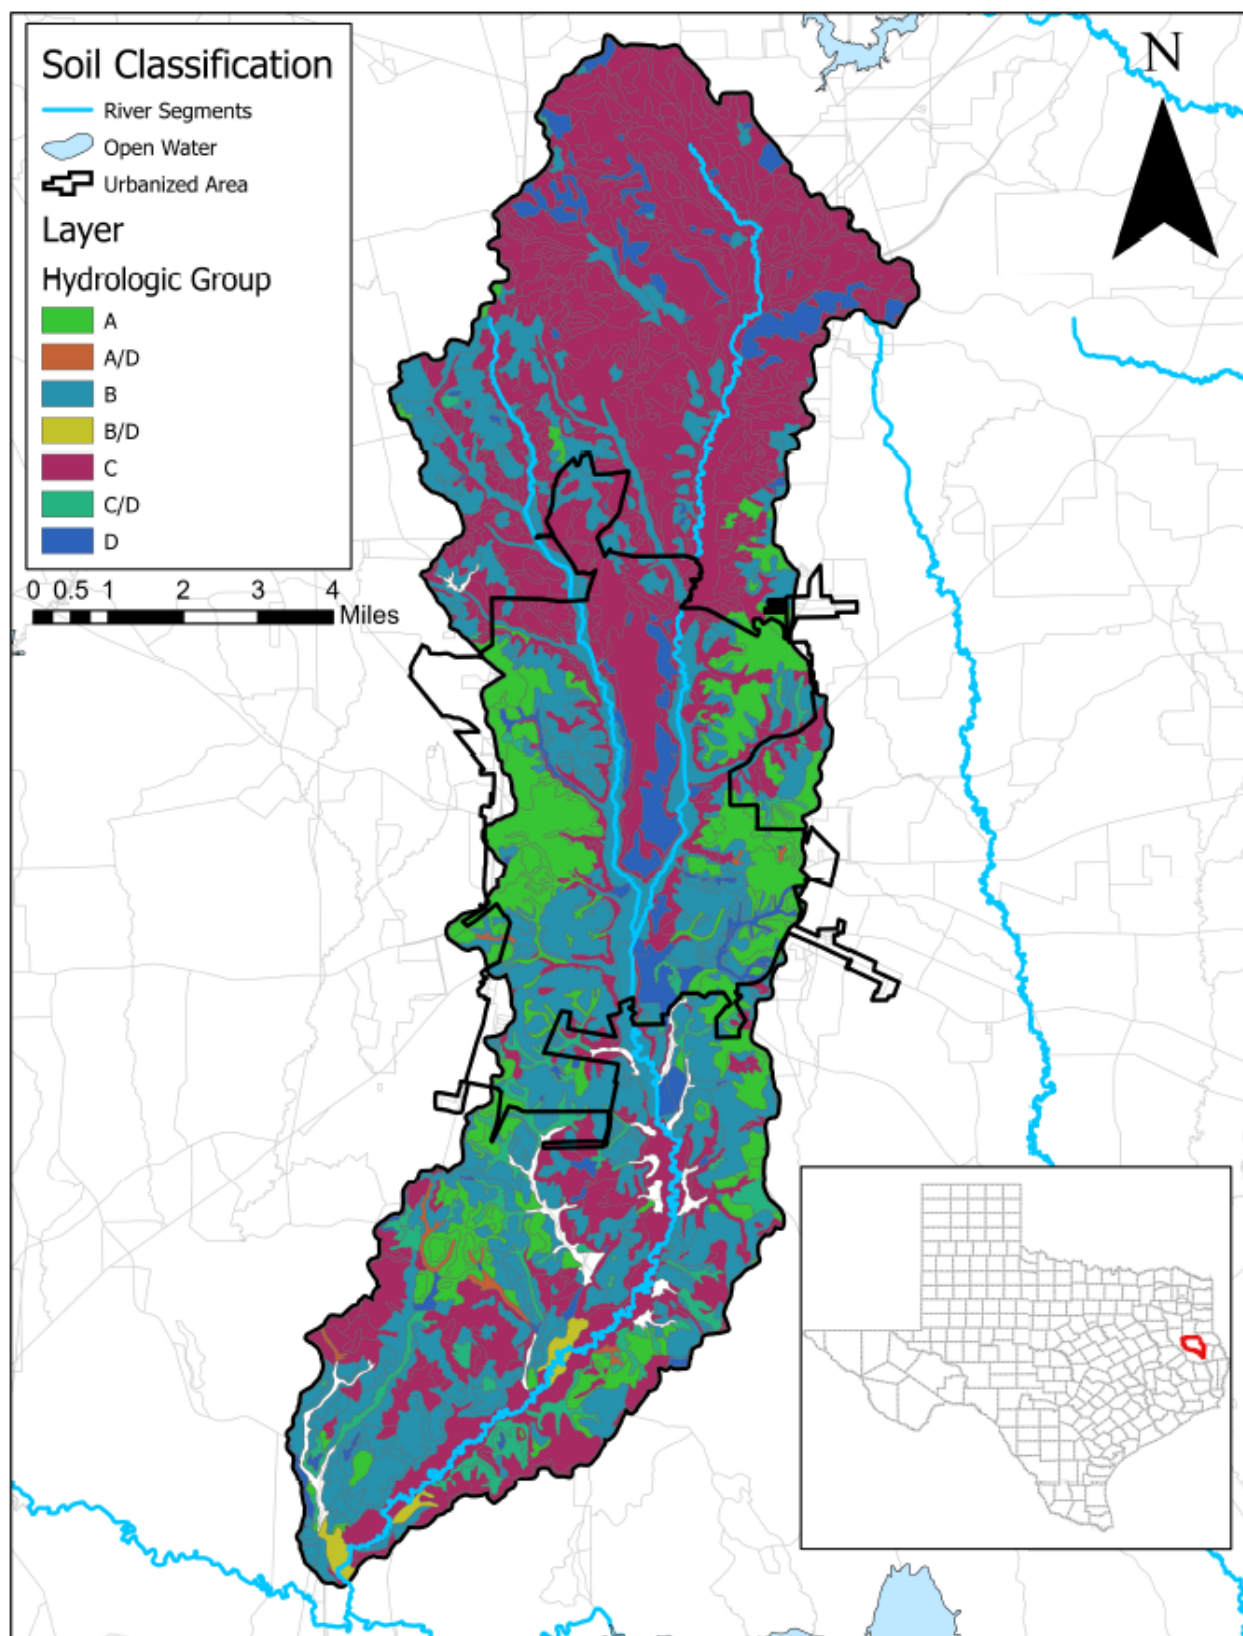 Soil Classification
River Segments
Open Water
Urbanized Area
Layer
Hydrologic Group
A
A/D
B
B/D
C
C/D
D
0 0.5 1 2 3 4
Miles
N